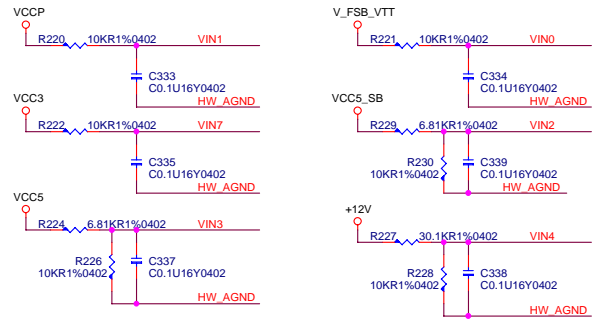 VCCP
R220 10KR1%0402 VIN1
C333
C0.1U16Y0402
HW_AGND
VCC3
R222 10KR1%0402 VIN7
C335
C0.1U16Y0402
HW_AGND
VCC5
R224 6.81KR1%0402 VIN3
R226
10KR1%0402
C337
C0.1U16Y0402
HW_AGND
V_FSB_VTT
R221 10KR1%0402 VIN0
C334
C0.1U16Y0402
HW_AGND
VCC5_SB
R229 6.81KR1%0402 VIN2
R230
10KR1%0402
C339
C0.1U16Y0402
HW_AGND
+12V
R227 30.1KR1%0402 VIN4
R228
10KR1%0402
C338
C0.1U16Y0402
HW_AGND